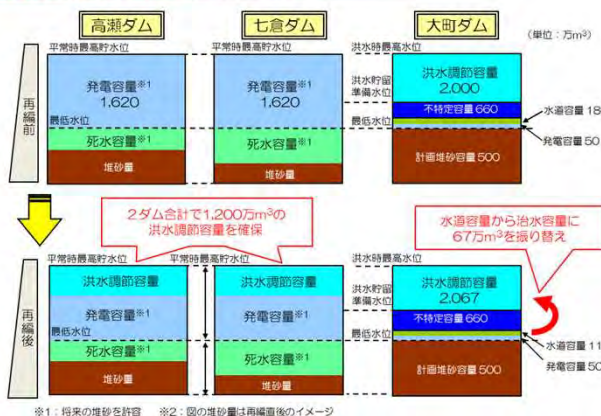 高瀬ダム
七倉ダム
大町ダム
(単位:万m³)
平常時最高貯水位
平常時最高貯水位
洪水時最高水位
再編前
発電容量※1
1,620
発電容量※1
1,620
洪水貯留
準備水位
洪水調節容量
2,000
不特定容量 660
最低水位
最低水位
発電容量 50
死水容量※1
死水容量※1
計画堆砂容量 500
堆砂量
堆砂量
2ダム合計で1,200万m³の
洪水調節容量を確保
水道容量から治水容量に
67万m³を振り替え
平常時最高貯水位
平常時最高貯水位
洪水時最高水位
再編後
洪水調節容量
洪水調節容量
洪水調節容量
2,067
洪水貯留
準備水位
発電容量※1
発電容量※1
不特定容量 660
最低水位
最低水位
死水容量※1
死水容量※1
計画堆砂容量 500
堆砂量
堆砂量
※1:将来の堆砂を許容 ※2:図の堆砂量は再編直後のイメージ